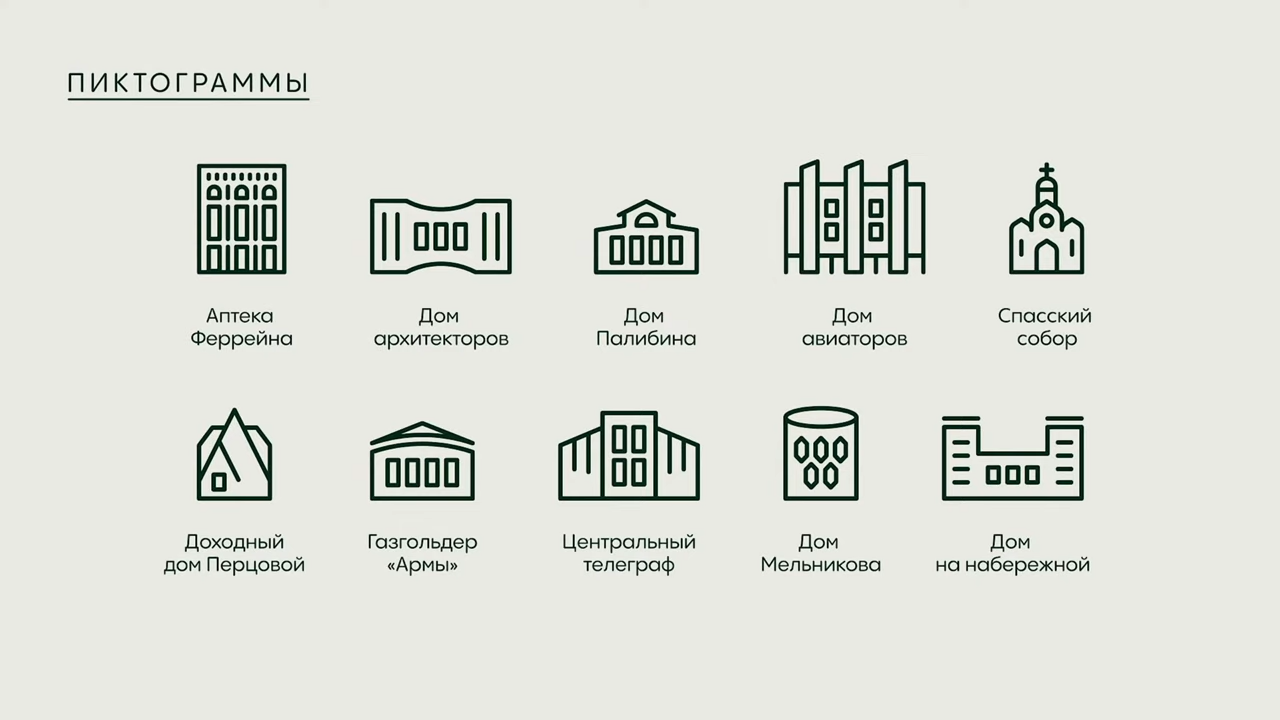 ПИКТОГРАММЫ
Аптека
Феррейна
Дом
архитекторов
Дом
Палибина
Дом
авиаторов
Спасский
собор
Доходный
дом Перцовой
Газгольдер
«Армы»
Центральный
телеграф
Дом
Мельникова
Дом
на набережной